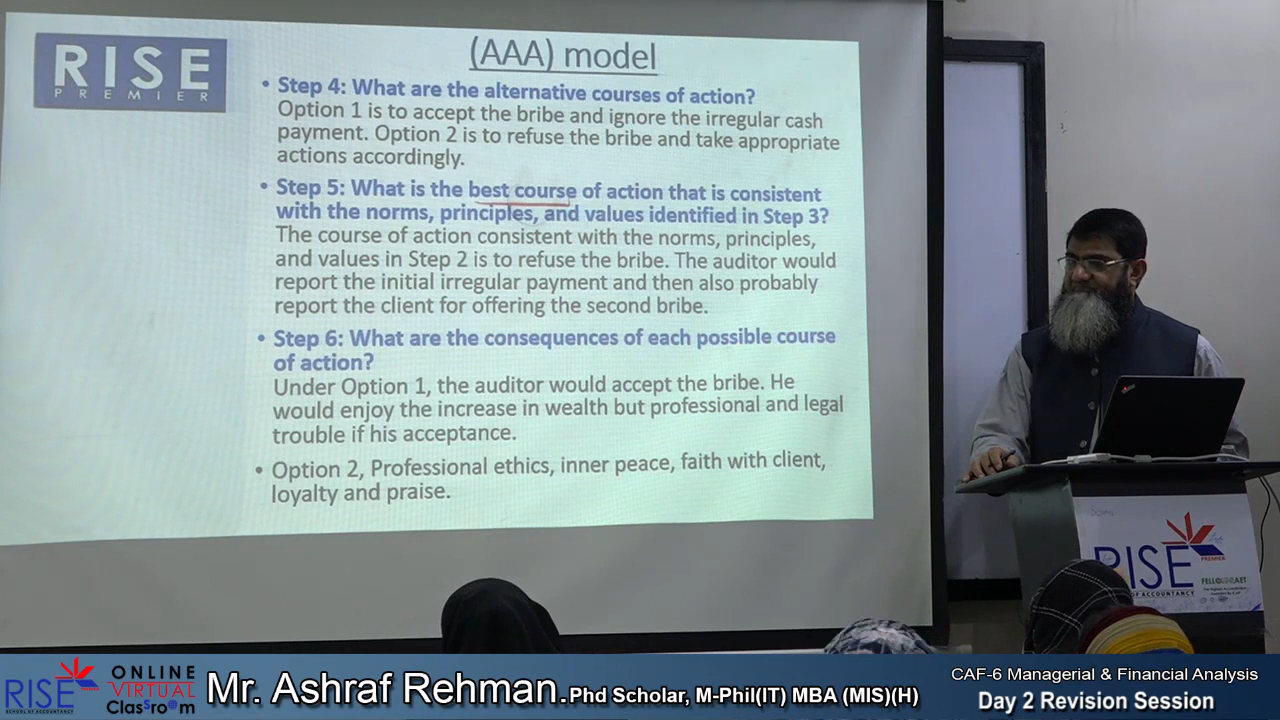 RISE
PREMIER
(AAA) model
• Step 4: What are the alternative courses of action?
Option 1 is to accept the bribe and ignore the irregular cash
payment. Option 2 is to refuse the bribe and take appropriate
actions accordingly.
• Step 5: What is the best course of action that is consistent
with the norms, principles, and values identified in Step 3?
The course of action consistent with the norms, principles,
and values in Step 2 is to refuse the bribe. The auditor would
report the initial irregular payment and then also probably
report the client for offering the second bribe.
• Step 6: What are the consequences of each possible course
of action?
Under Option 1, the auditor would accept the bribe. He
would enjoy the increase in wealth but professional and legal
trouble if his acceptance.
• Option 2, Professional ethics, inner peace, faith with client,
loyalty and praise.
RISE
PREMIER
OF ACCOUNTANCY
RISE
SCHOOL OF ACCOUNTANCY
ONLINE
VIRTUAL
Classroom
Mr. Ashraf Rehman.Phd Scholar, M-Phil(IT) MBA (MIS)(H)
CAF-6 Managerial & Financial Analysis
Day 2 Revision Session